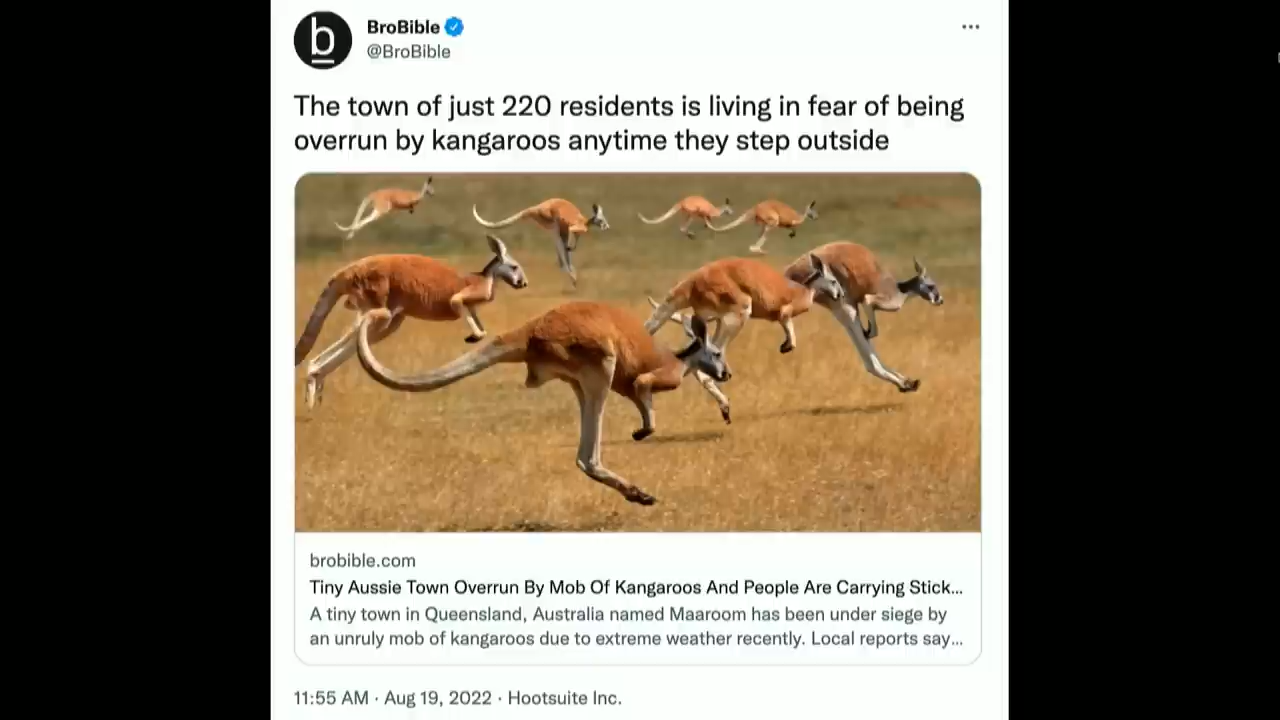 b
BroBible
@BroBible
The town of just 220 residents is living in fear of being
overrun by kangaroos anytime they step outside
brobible.com
Tiny Aussie Town Overrun By Mob Of Kangaroos And People Are Carrying Stick...
A tiny town in Queensland, Australia named Maaroom has been under siege by
an unruly mob of kangaroos due to extreme weather recently. Local reports say...
11:55 AM · Aug 19, 2022 · Hootsuite Inc.